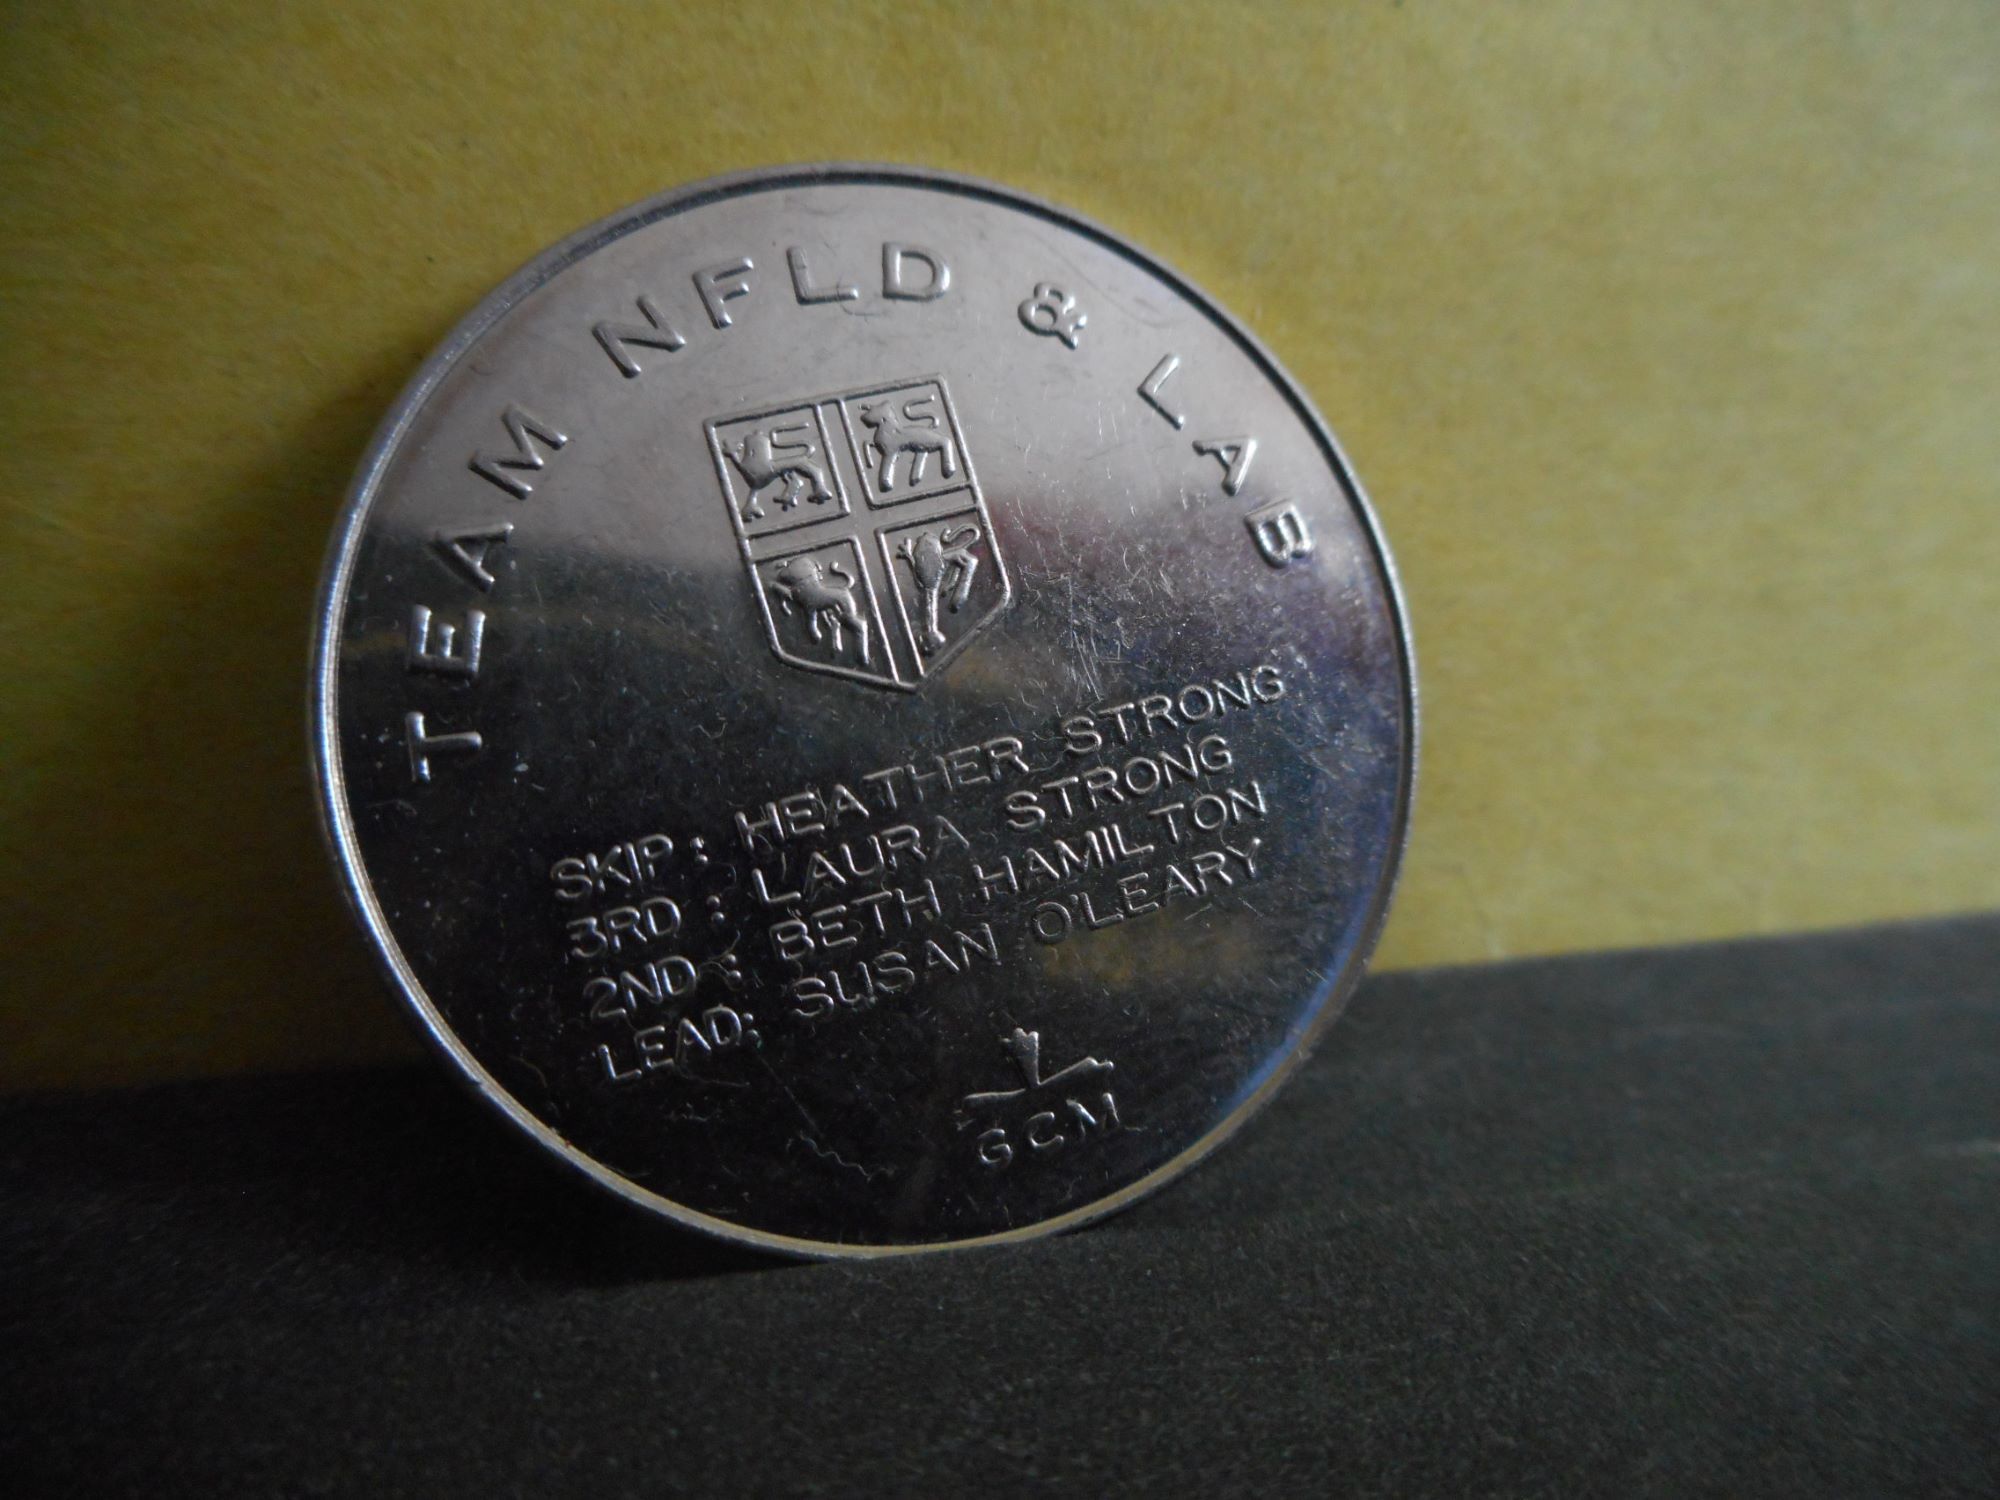 TEAM NFLD & LAB
SKIP: HEATHER STRONG
3RD: LAURA STRONG
2ND: BETH HAMILTON
LEAD: SUSAN O'LEARY
GCM